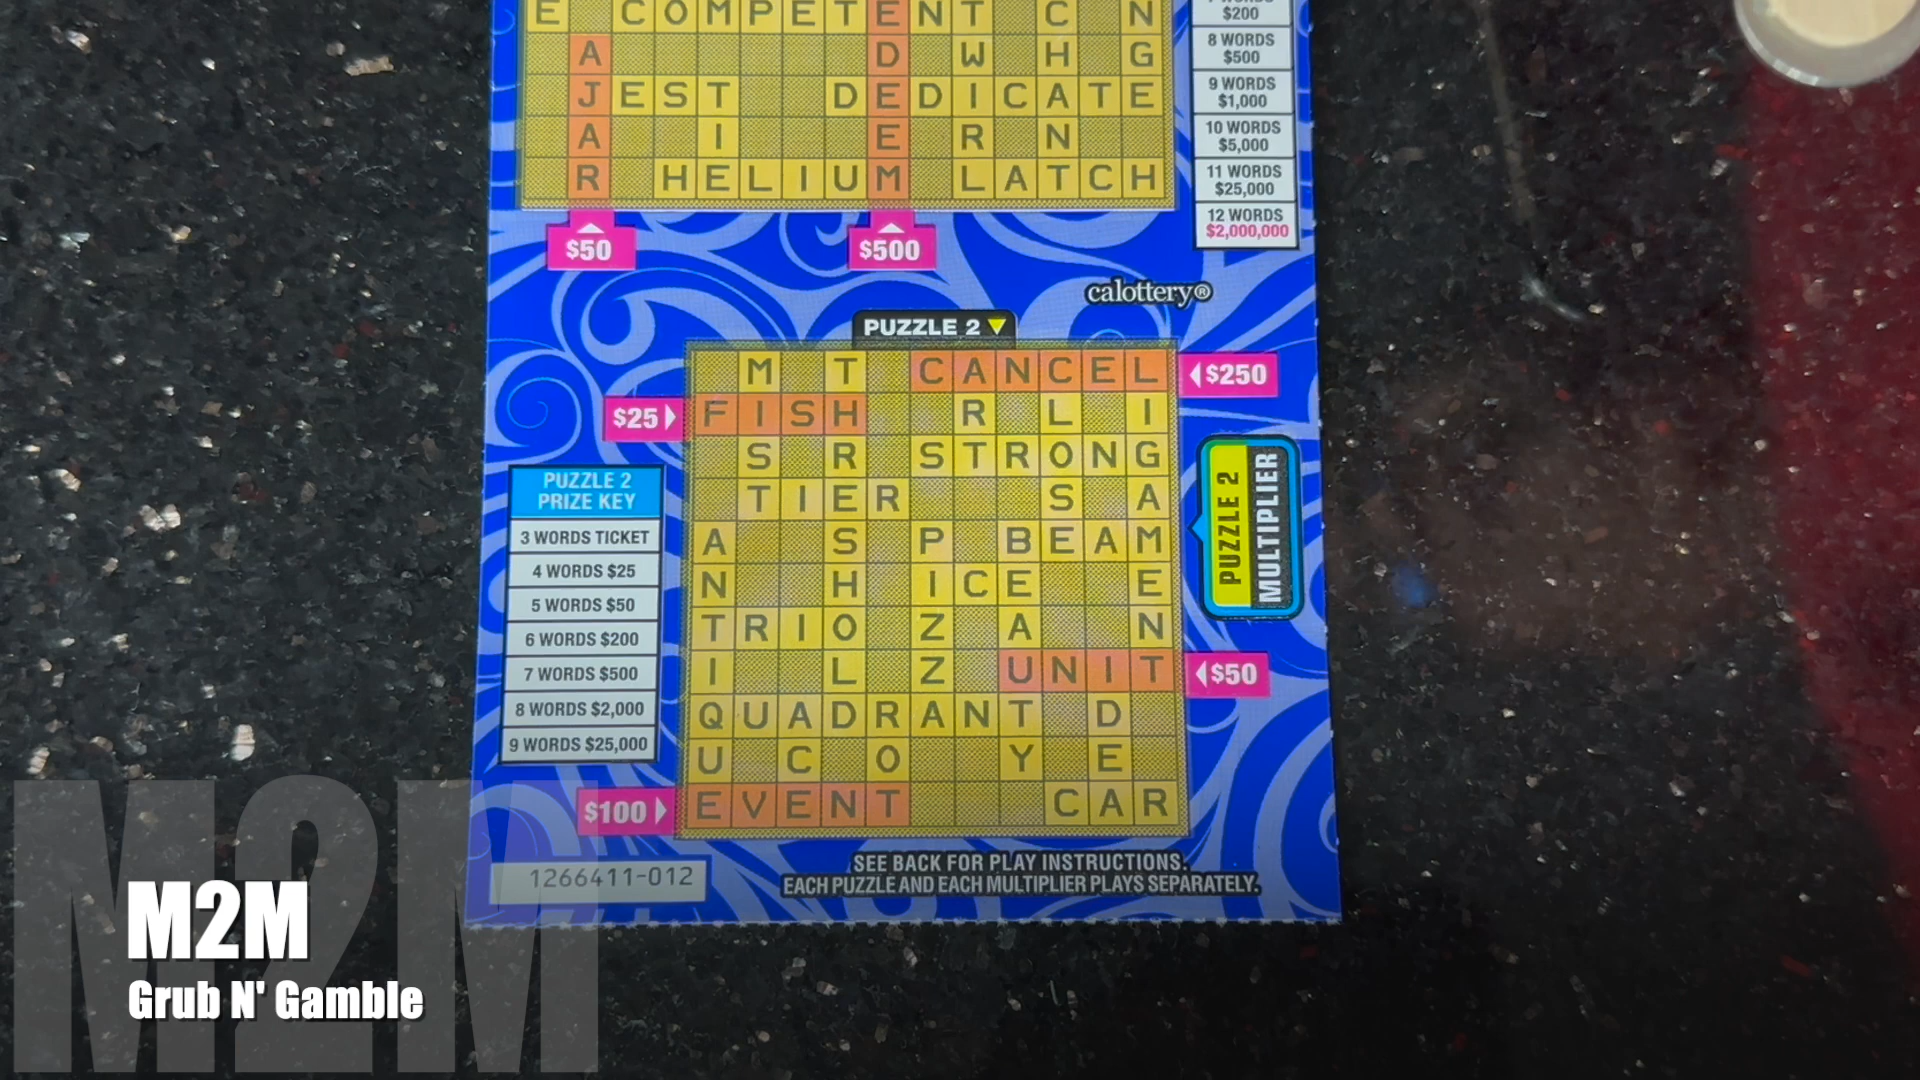 E COMPETENT C N
$200
A D W H G
8 WORDS
$500
JEST DEDICATE
9 WORDS
$1,000
A I E R N
10 WORDS
$5,000
R HELIUM LATCH
11 WORDS
$25,000
12 WORDS
$2,000,000
$50
$500
calottery®
PUZZLE 2
M T CANCEL
$250
$25
FISH R L I
S R STRONG
TIER S A
A S P BEAM
N H ICE E
TRIO Z A N
I L Z UNIT
$50
QUADRANT D
U C O Y E
$100
EVENT CAR
PUZZLE 2
PRIZE KEY
3 WORDS TICKET
4 WORDS $25
5 WORDS $50
6 WORDS $200
7 WORDS $500
8 WORDS $2,000
9 WORDS $25,000
PUZZLE 2
MULTIPLIER
1266411-012
SEE BACK FOR PLAY INSTRUCTIONS.
EACH PUZZLE AND EACH MULTIPLIER PLAYS SEPARATELY.
M2M
M2M
Grub N' Gamble